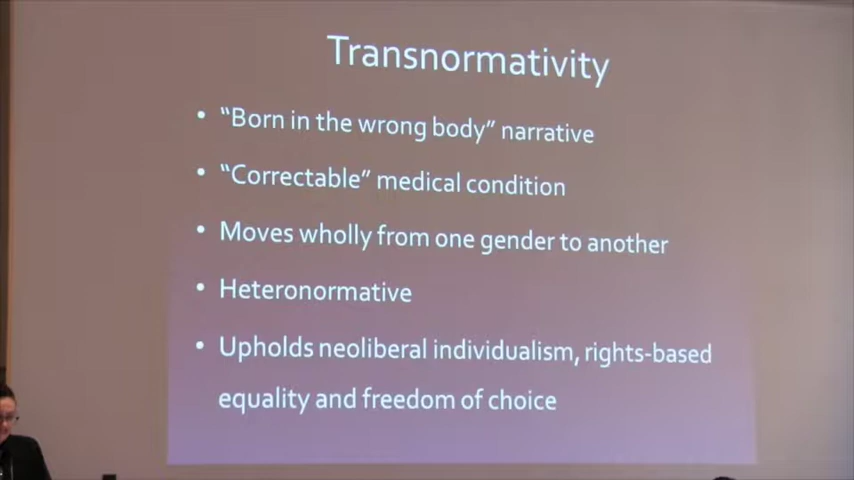 Transnormativity
• “Born in the wrong body” narrative
• “Correctable” medical condition
• Moves wholly from one gender to another
• Heteronormative
• Upholds neoliberal individualism, rights-based
equality and freedom of choice